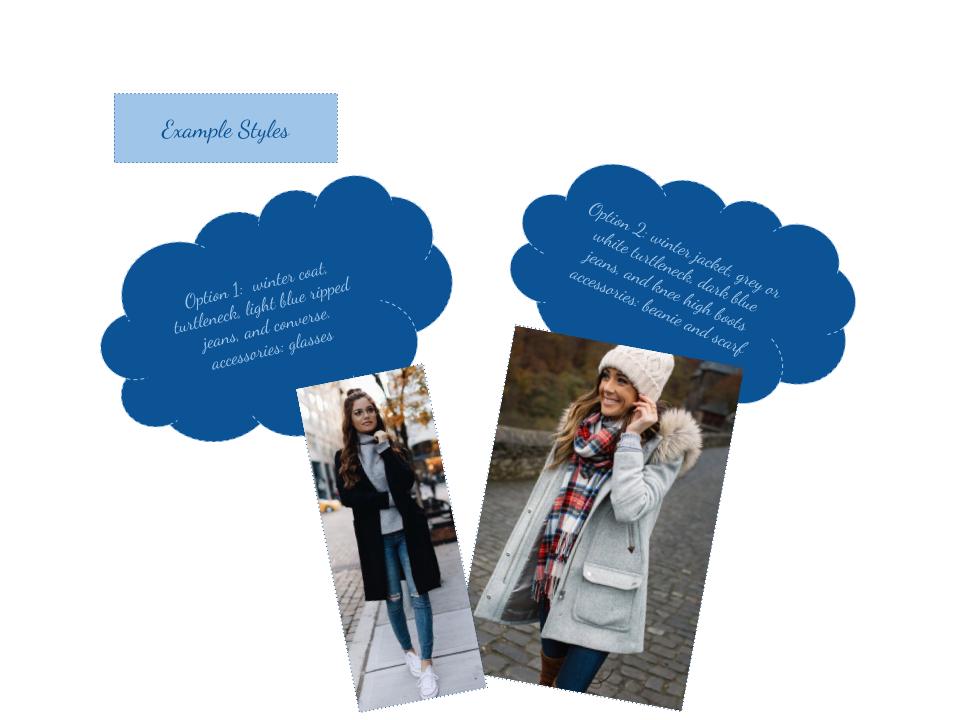 Example Styles
Option 1:  winter coat,
turtleneck, light blue ripped
jeans, and converse.
accessories: glasses
Option 2: winter jacket, grey or
white turtleneck, dark blue
jeans, and knee high boots
accessories: beanie and scarf